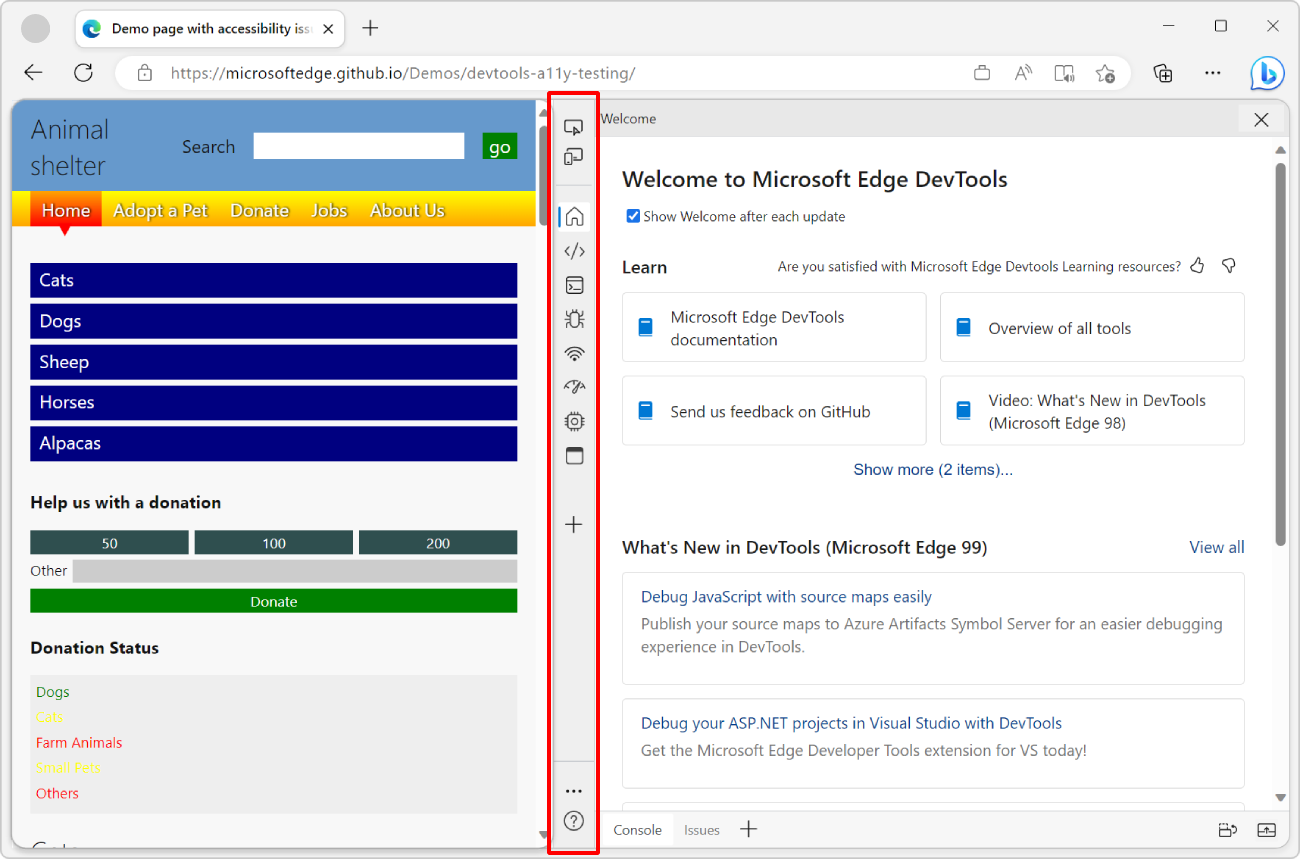 Demo page with accessibility iss
https://microsoftedge.github.io/Demos/devtools-a11y-testing/
Animal
shelter
Search
go
Home Adopt a Pet Donate Jobs About Us
Cats
Dogs
Sheep
Horses
Alpacas
Help us with a donation
50 100 200
Other
Donate
Donation Status
Dogs
Cats
Farm Animals
Small Pets
Others
Welcome
Welcome to Microsoft Edge DevTools
Show Welcome after each update
Learn
Are you satisfied with Microsoft Edge Devtools Learning resources?
Microsoft Edge DevTools
documentation
Overview of all tools
Send us feedback on GitHub
Video: What's New in DevTools
(Microsoft Edge 98)
Show more (2 items)...
What's New in DevTools (Microsoft Edge 99)
View all
Debug JavaScript with source maps easily
Publish your source maps to Azure Artifacts Symbol Server for an easier debugging
experience in DevTools.
Debug your ASP.NET projects in Visual Studio with DevTools
Get the Microsoft Edge Developer Tools extension for VS today!
Console Issues